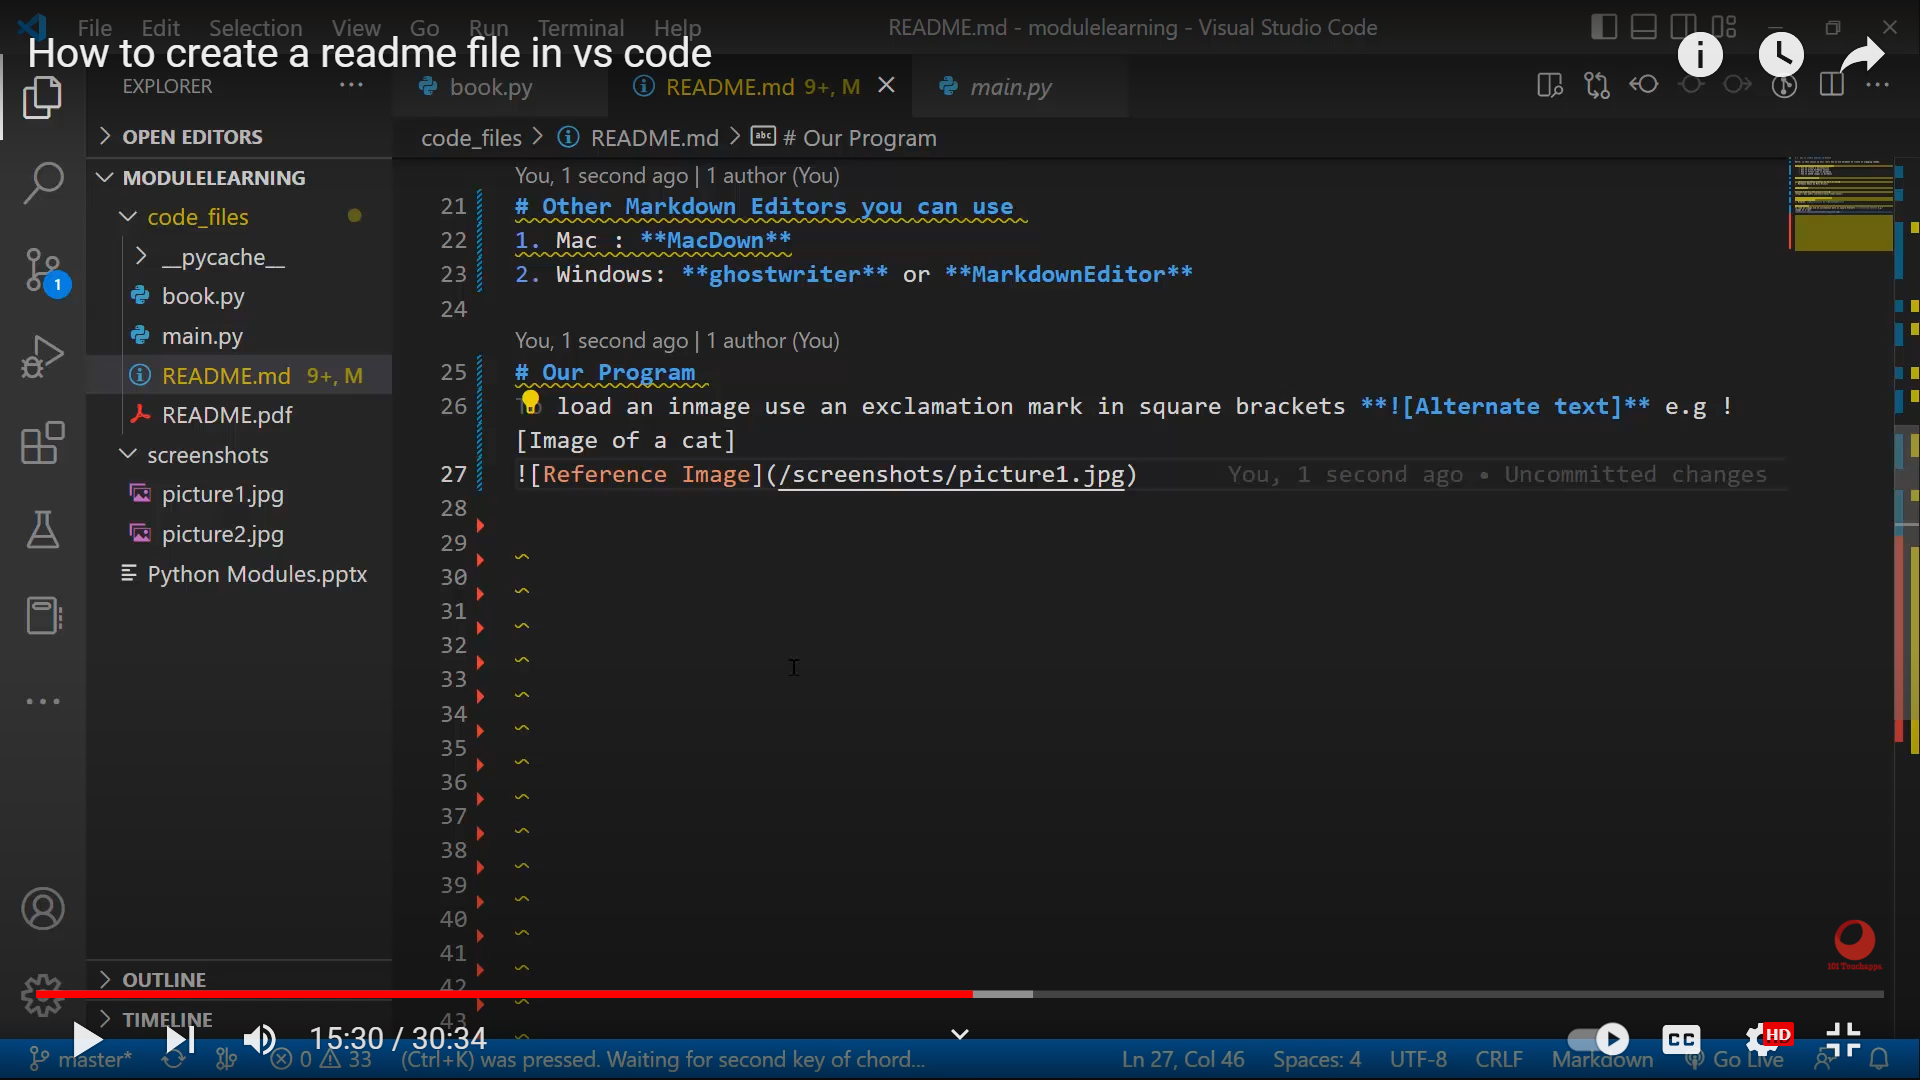 File Edit Selection View Go Run Terminal Help README.md - modulelearning - Visual Studio Code
How to create a readme file in vs code
EXPLORER
book.py README.md 9+, M main.py
OPEN EDITORS
code_files > README.md > # Our Program
MODULELEARNING
code_files
__pycache__
book.py
main.py
README.md 9+, M
README.pdf
screenshots
picture1.jpg
picture2.jpg
Python Modules.pptx
1
OUTLINE
TIMELINE
You, 1 second ago | 1 author (You)
21 # Other Markdown Editors you can use
22 1. Mac : **MacDown**
23 2. Windows: **ghostwriter** or **MarkdownEditor**
24
You, 1 second ago | 1 author (You)
25 # Our Program
26 To load an inmage use an exclamation mark in square brackets **![Alternate text]** e.g !
[Image of a cat]
27 ![Reference Image](/screenshots/picture1.jpg) You, 1 second ago • Uncommitted changes
28
29
30
31
32
33
34
35
36
37
38
39
40
41
42
43
101 Touchapps
15:30 / 30:34
CC HD
master* 0 33 (Ctrl+K) was pressed. Waiting for second key of chord... Ln 27, Col 46 Spaces: 4 UTF-8 CRLF Markdown Go Live